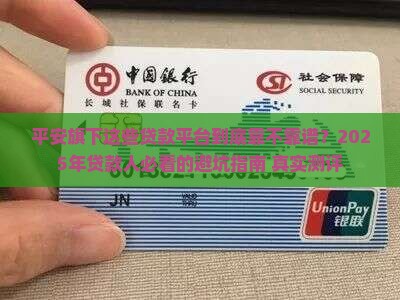 中国银行
BANK OF CHINA
长城 社保联名卡
社会保障
SOCIAL SECURITY
平安旗下这些贷款平台到底靠不靠谱？202
5年贷款人必看的避坑指南 真实测评
UnionPay
银联